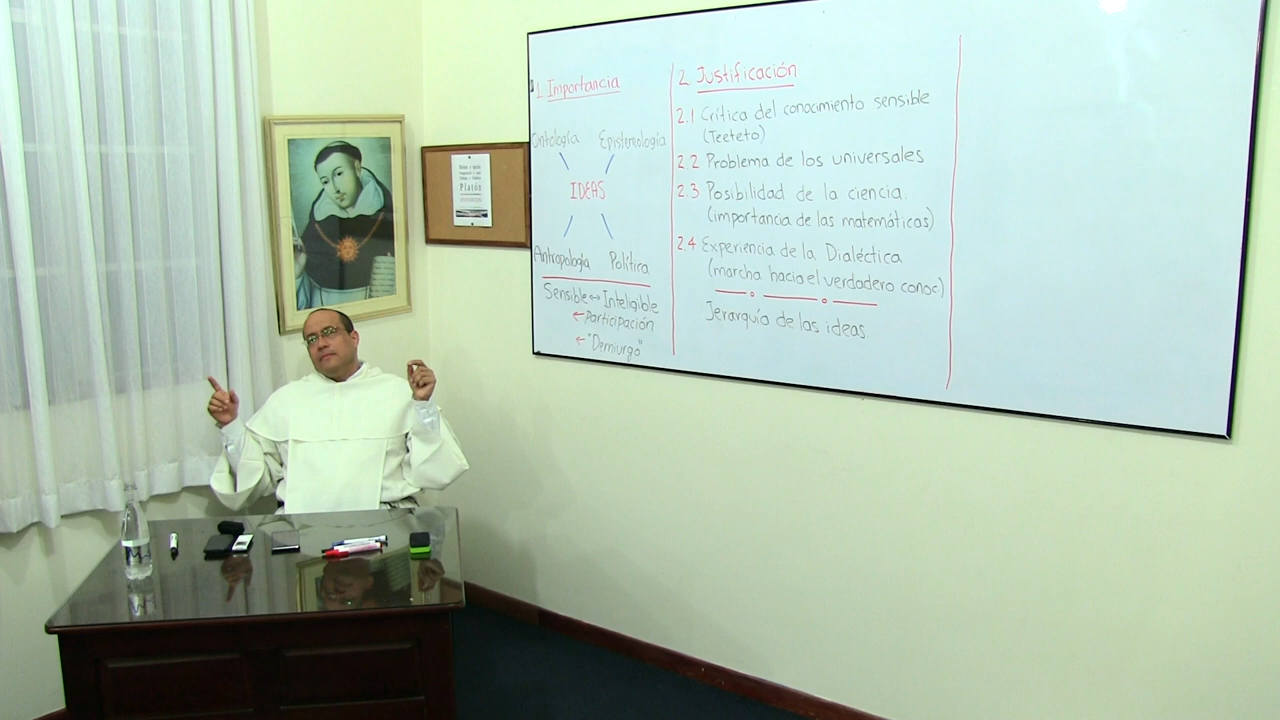 Platón
1. Importancia
Ontología Epistemología
IDEAS
Antropología Política
Sensible ↔ Inteligible
← Participación
← "Demiurgo"
2. Justificación
2.1 Crítica del conocimiento sensible
(Teeteto)
2.2 Problema de los universales
2.3 Posibilidad de la ciencia.
(importancia de las matemáticas)
2.4 Experiencia de la Dialéctica
(marcha hacia el verdadero conoc)
Jerarquía de las ideas.